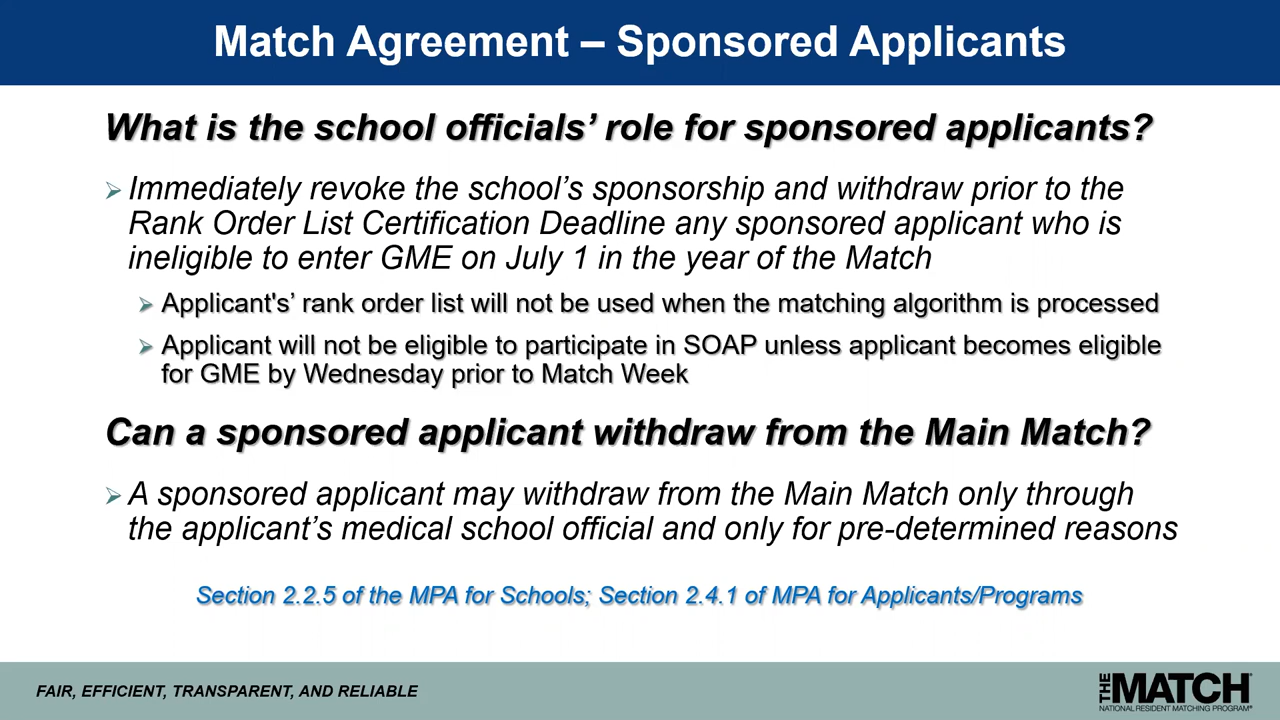 Match Agreement – Sponsored Applicants
What is the school officials’ role for sponsored applicants?
Immediately revoke the school’s sponsorship and withdraw prior to the
Rank Order List Certification Deadline any sponsored applicant who is
ineligible to enter GME on July 1 in the year of the Match
Applicant's’ rank order list will not be used when the matching algorithm is processed
Applicant will not be eligible to participate in SOAP unless applicant becomes eligible
for GME by Wednesday prior to Match Week
Can a sponsored applicant withdraw from the Main Match?
A sponsored applicant may withdraw from the Main Match only through
the applicant’s medical school official and only for pre-determined reasons
Section 2.2.5 of the MPA for Schools; Section 2.4.1 of MPA for Applicants/Programs
FAIR, EFFICIENT, TRANSPARENT, AND RELIABLE
THE MATCH
NATIONAL RESIDENT MATCHING PROGRAM®